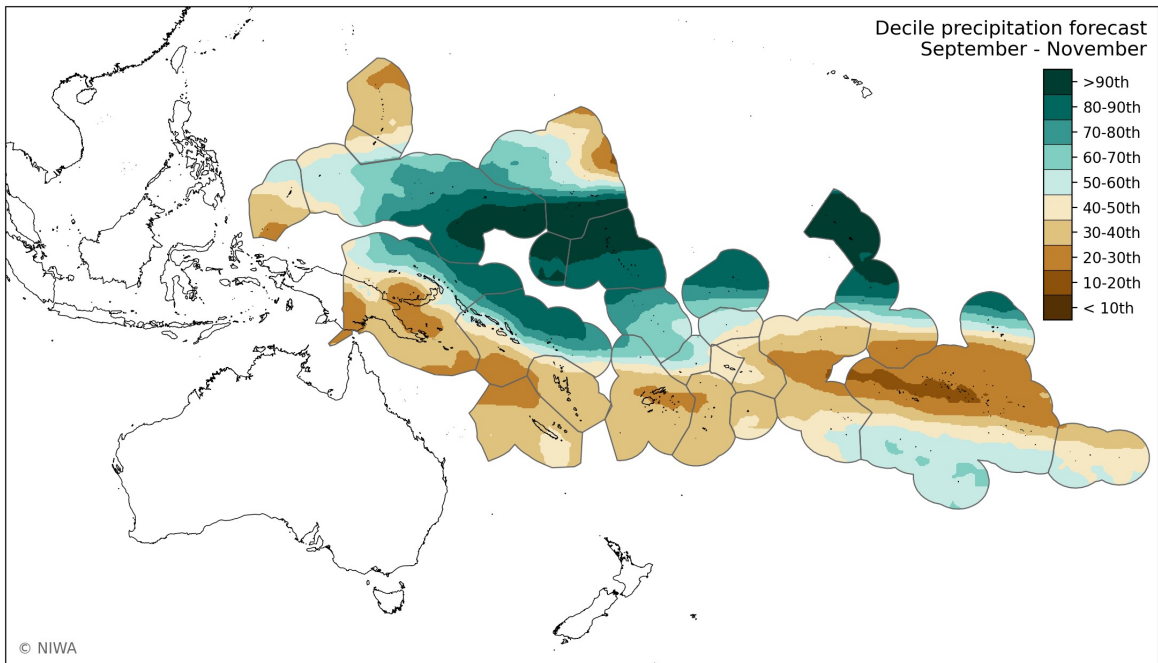 Decile precipitation forecast
September - November
>90th
80-90th
70-80th
60-70th
50-60th
40-50th
30-40th
20-30th
10-20th
< 10th
© NIWA